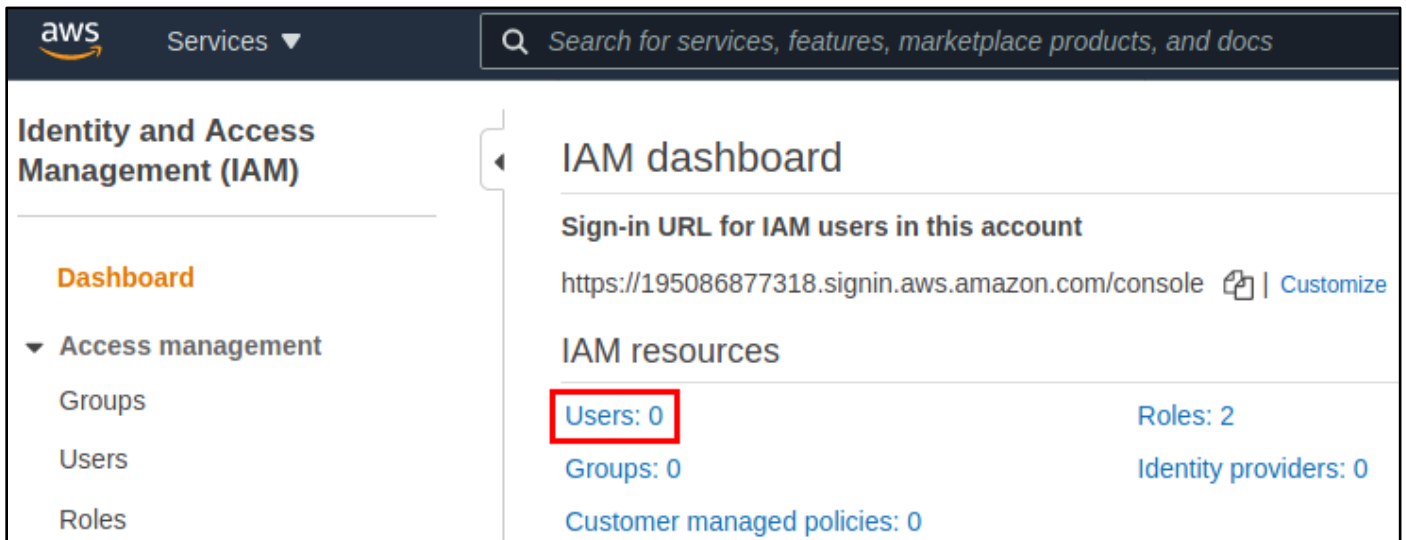 aws Services ▼ Search for services, features, marketplace products, and docs
Identity and Access
Management (IAM)
Dashboard
Access management
Groups
Users
Roles
IAM dashboard
Sign-in URL for IAM users in this account
https://195086877318.signin.aws.amazon.com/console | Customize
IAM resources
Users: 0 Roles: 2
Groups: 0 Identity providers: 0
Customer managed policies: 0